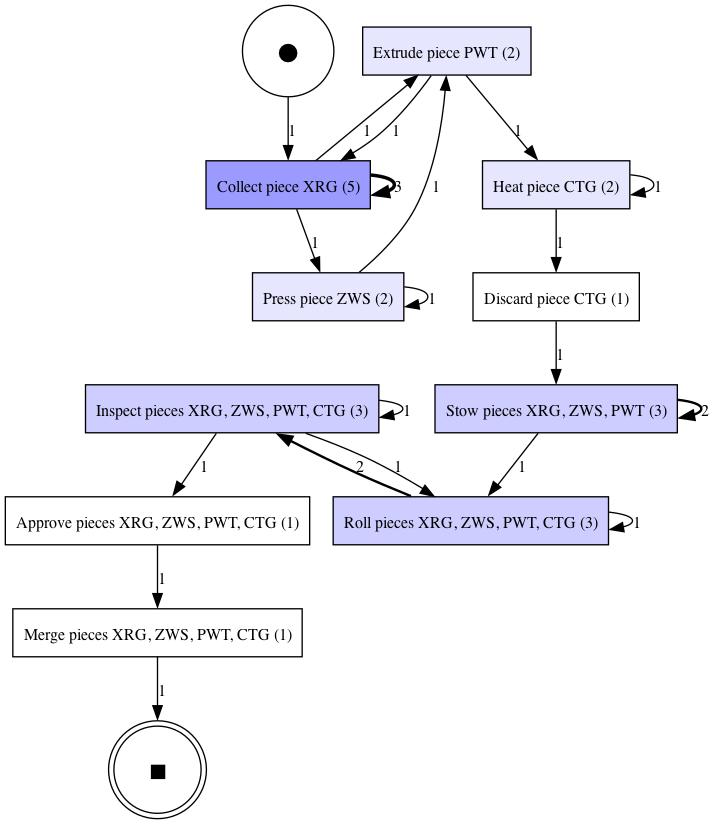 Extrude piece PWT (2)
1
1
1
1
Collect piece XRG (5)
3
Heat piece CTG (2)
1
1
1
1
Press piece ZWS (2)
1
Discard piece CTG (1)
1
Inspect pieces XRG, ZWS, PWT, CTG (3)
1
Stow pieces XRG, ZWS, PWT (3)
2
1
2
1
1
Approve pieces XRG, ZWS, PWT, CTG (1)
Roll pieces XRG, ZWS, PWT, CTG (3)
1
1
Merge pieces XRG, ZWS, PWT, CTG (1)
1